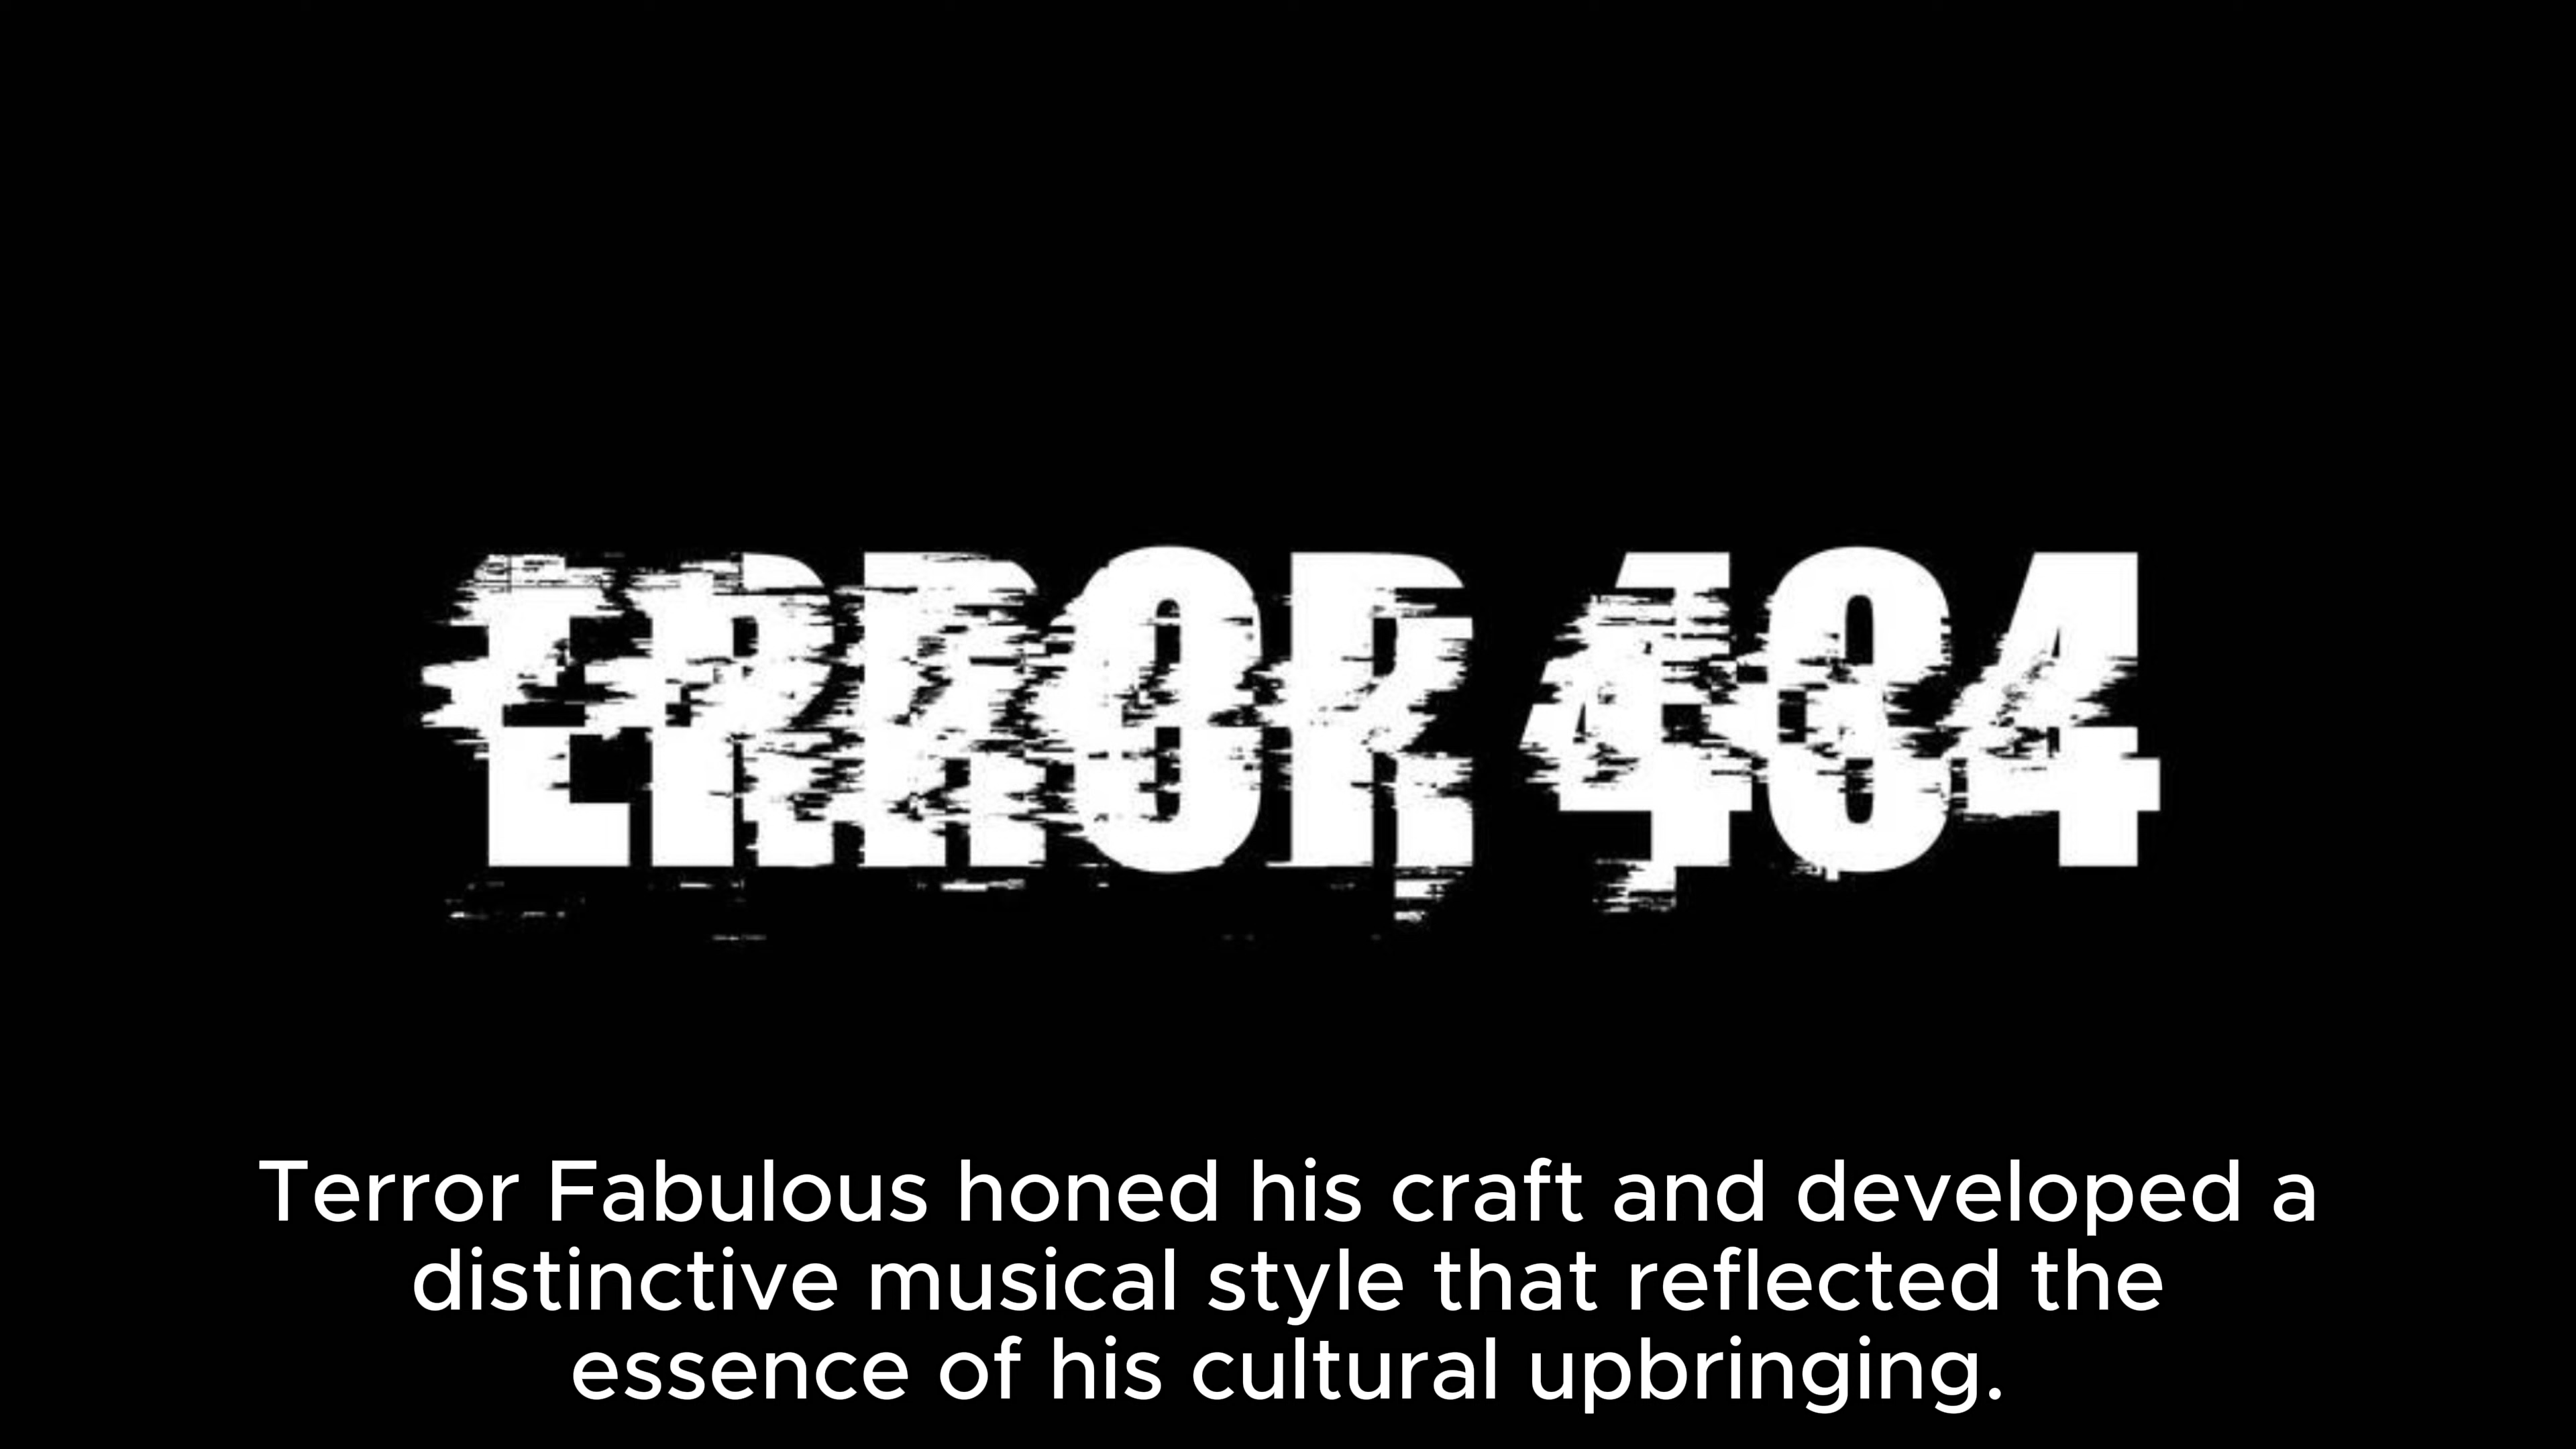 ERROR 404
Terror Fabulous honed his craft and developed a
distinctive musical style that reflected the
essence of his cultural upbringing.